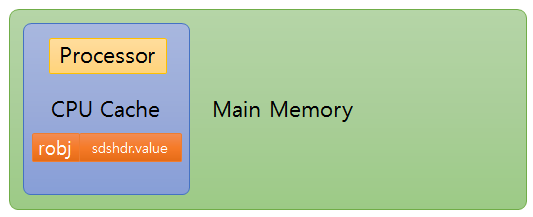 Processor
CPU Cache
Main Memory
robj sdshdr.value